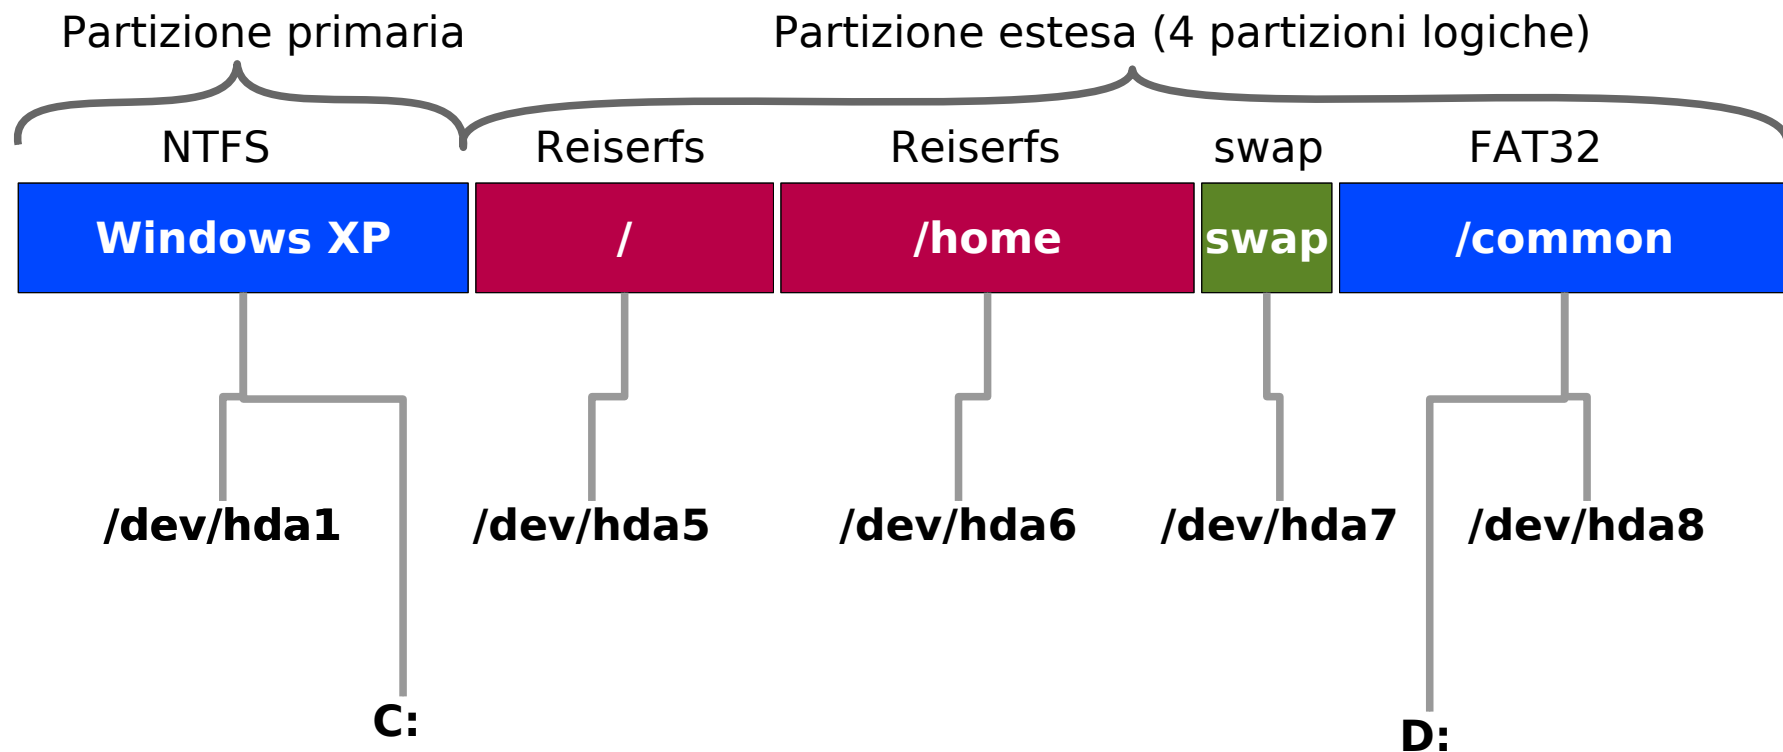 Partizione primaria
Partizione estesa (4 partizioni logiche)
NTFS
Reiserfs
Reiserfs
swap
FAT32
Windows XP
/
/home
swap
/common
/dev/hda1
/dev/hda5
/dev/hda6
/dev/hda7
/dev/hda8
C:
D: